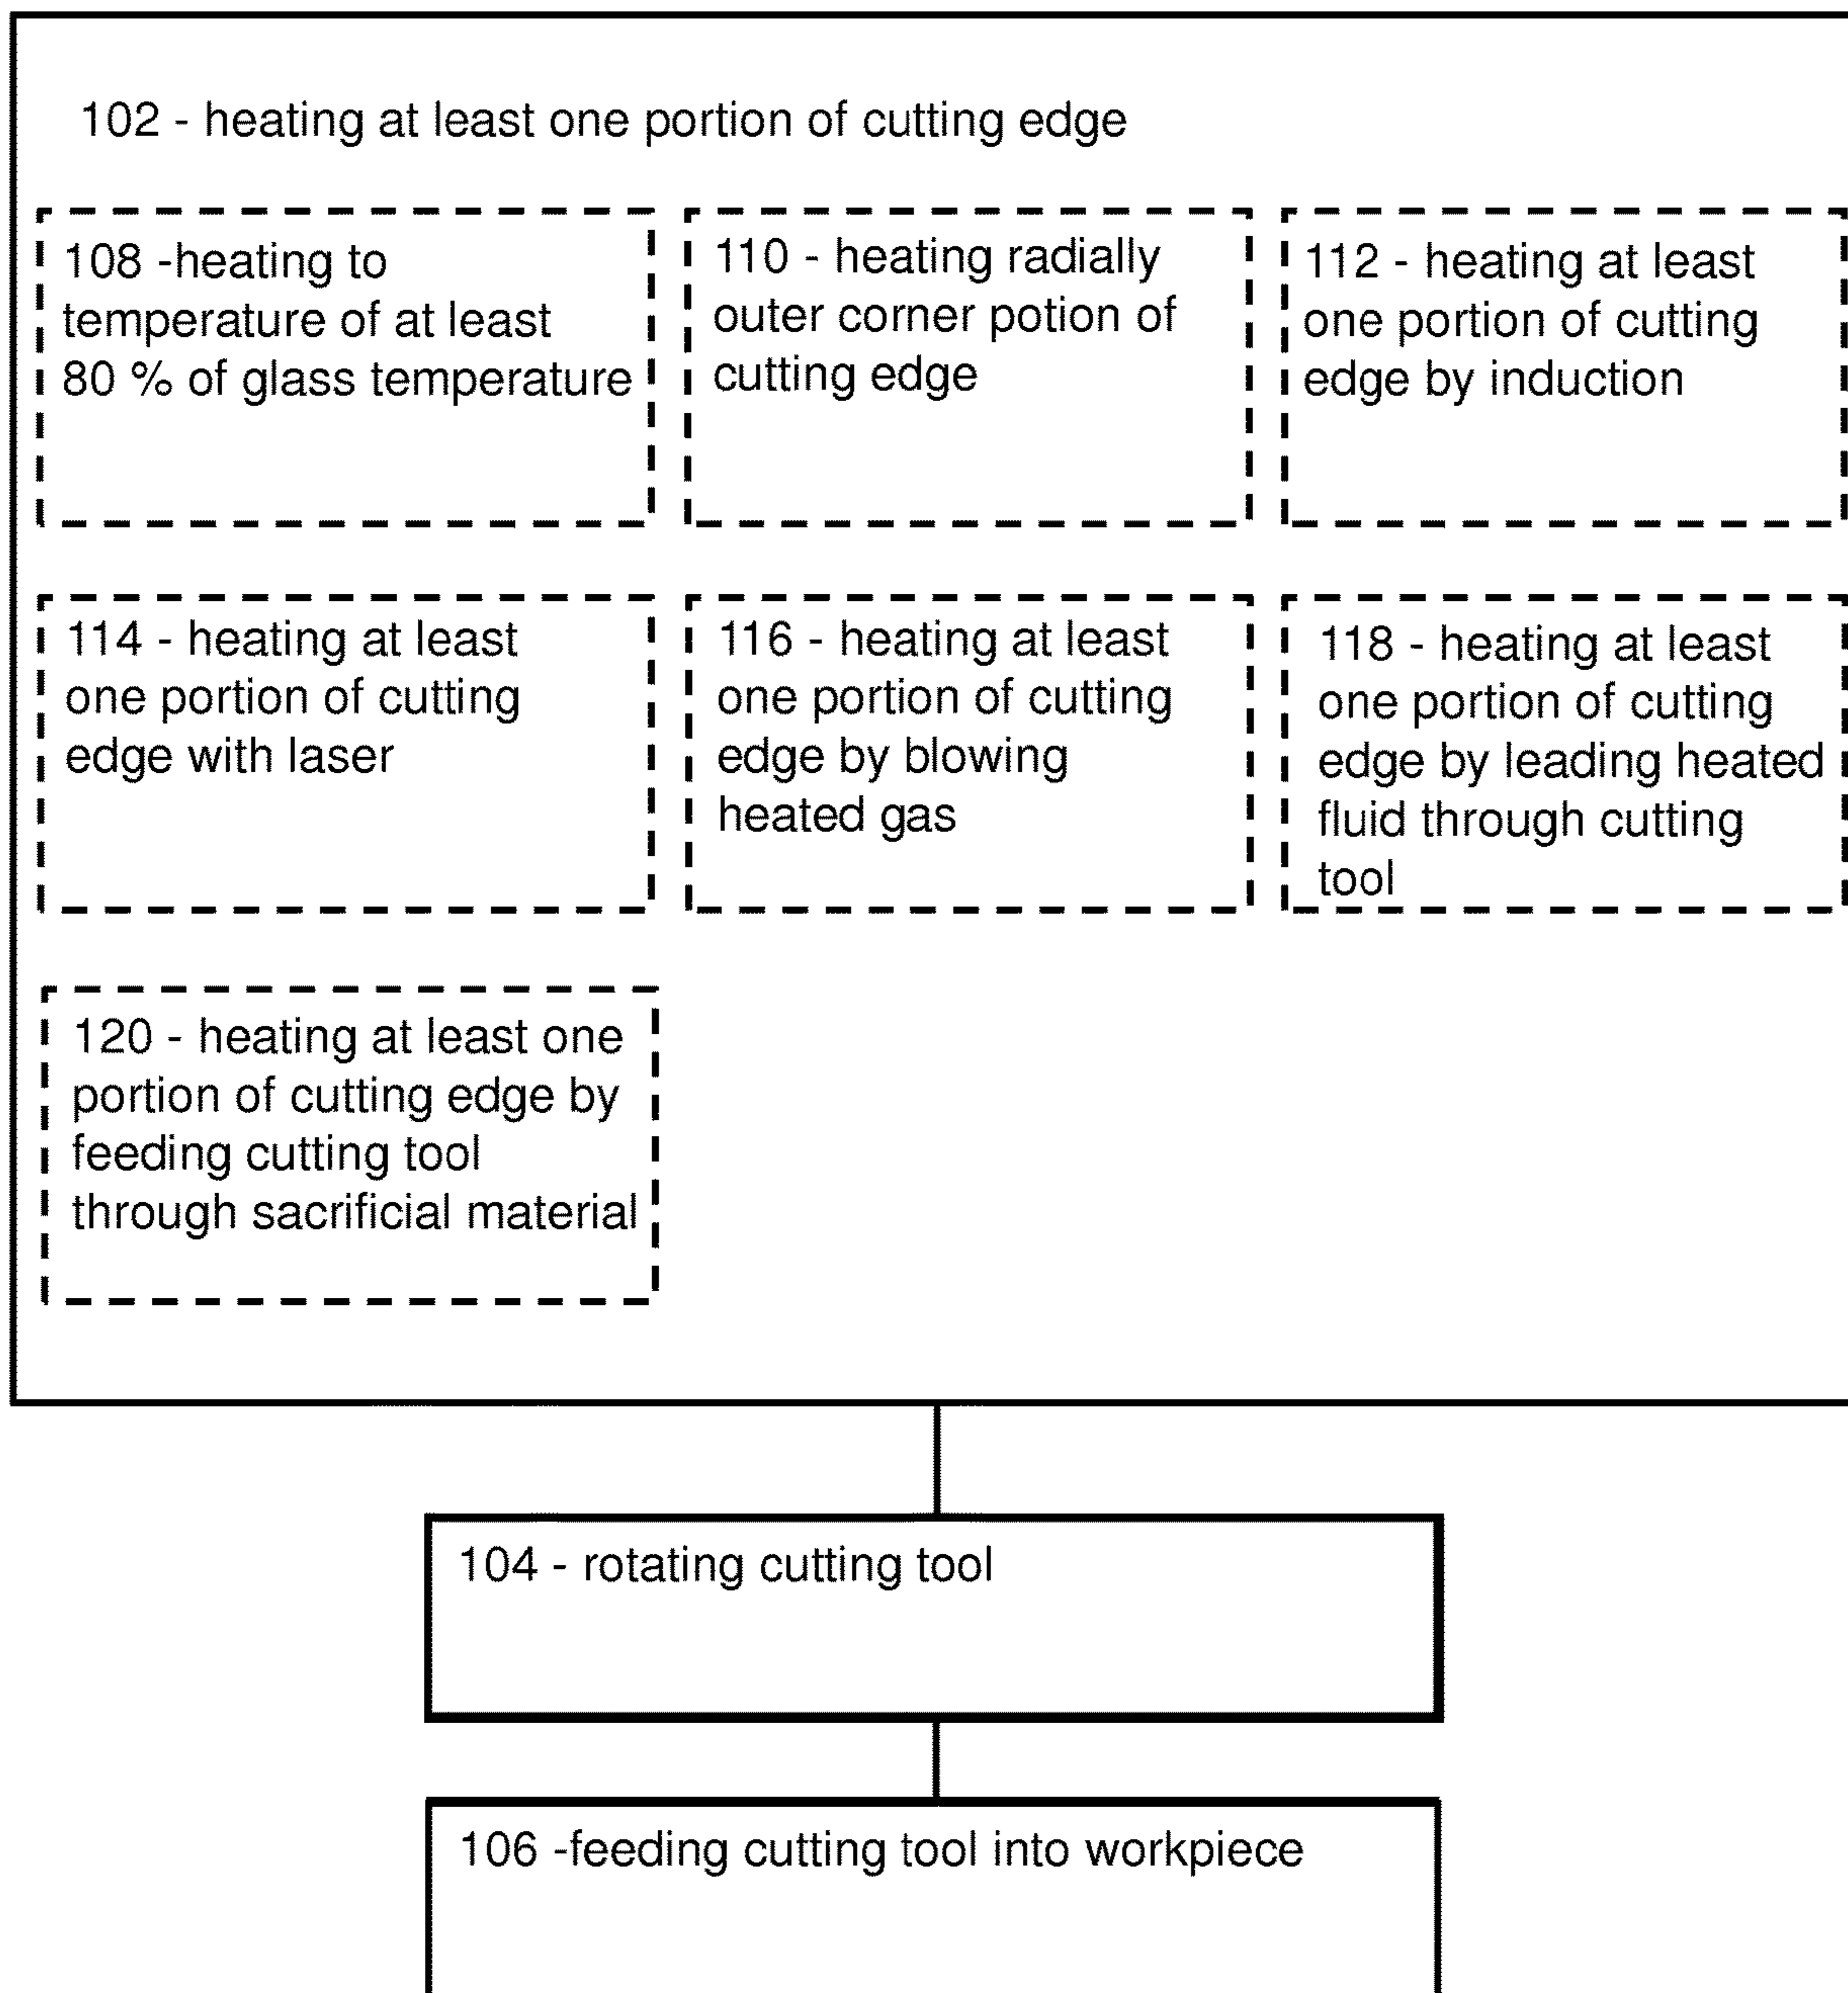 102 - heating at least one portion of cutting edge
108 -heating to
temperature of at least
80 % of glass temperature
110 - heating radially
outer corner potion of
cutting edge
112 - heating at least
one portion of cutting
edge by induction
114 - heating at least
one portion of cutting
edge with laser
116 - heating at least
one portion of cutting
edge by blowing
heated gas
118 - heating at least
one portion of cutting
edge by leading heated
fluid through cutting
tool
120 - heating at least one
portion of cutting edge by
feeding cutting tool
through sacrificial material
104 - rotating cutting tool
106 -feeding cutting tool into workpiece